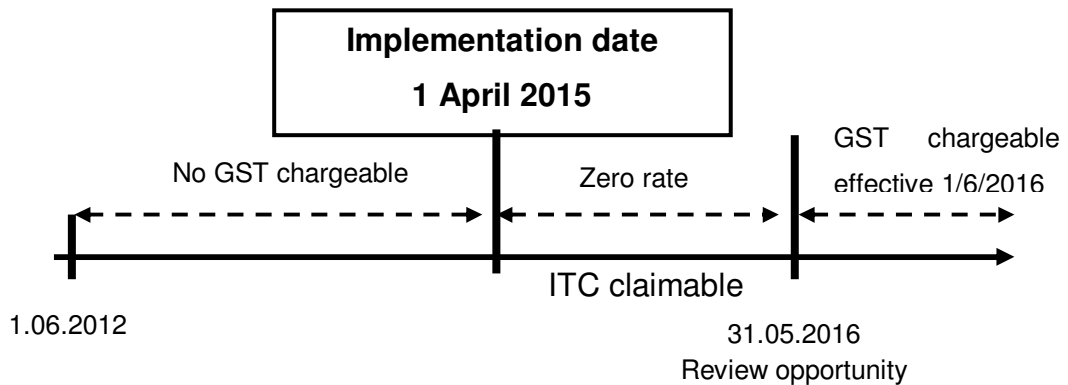 Implementation date
1 April 2015
GST chargeable
effective 1/6/2016
No GST chargeable
Zero rate
ITC claimable
1.06.2012
31.05.2016
Review opportunity